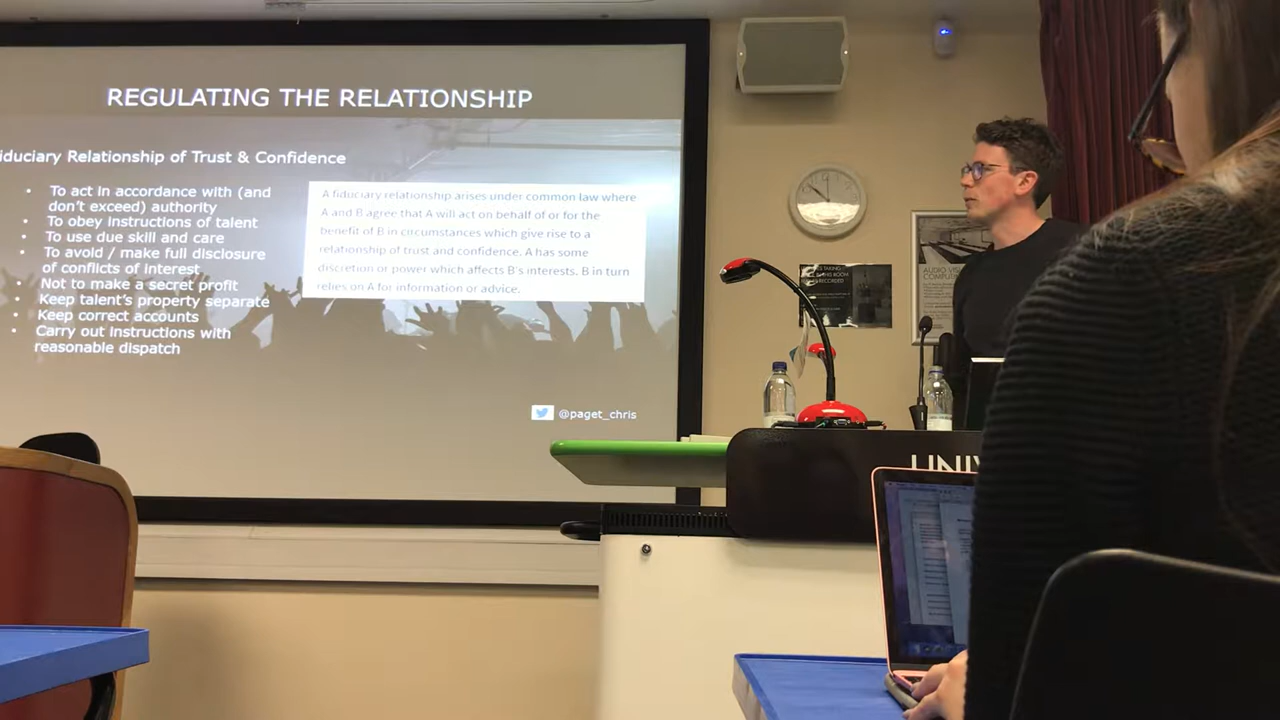 REGULATING THE RELATIONSHIP
iduciary Relationship of Trust & Confidence
• To act in accordance with (and
don't exceed) authority
• To obey instructions of talent
• To use due skill and care
• To avoid / make full disclosure
of conflicts of interest
• Not to make a secret profit
• Keep talent's property separate
• Keep correct accounts
• Carry out instructions with
reasonable dispatch
A fiduciary relationship arises under common law where
A and B agree that A will act on behalf of or for the
benefit of B in circumstances which give rise to a
relationship of trust and confidence. A has some
discretion or power which affects B's interests. B in turn
relies on A for information or advice.
@paget_chris
AUDIO VIS
COMPU
UNIV